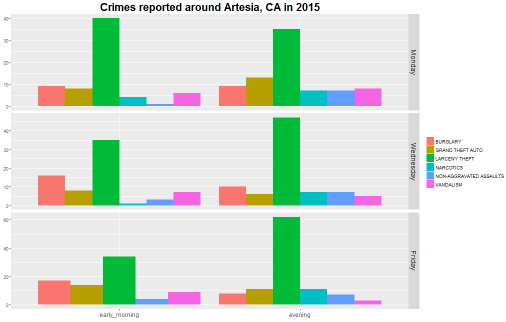 Crimes reported around Artesia, CA in 2015
40
30
20
10
0
Monday
40
30
20
10
0
Wednesday
60
40
20
0
Friday
early_morning
evening
BURGLARY
GRAND THEFT AUTO
LARCENY THEFT
NARCOTICS
NON-AGGRAVATED ASSAULTS
VANDALISM